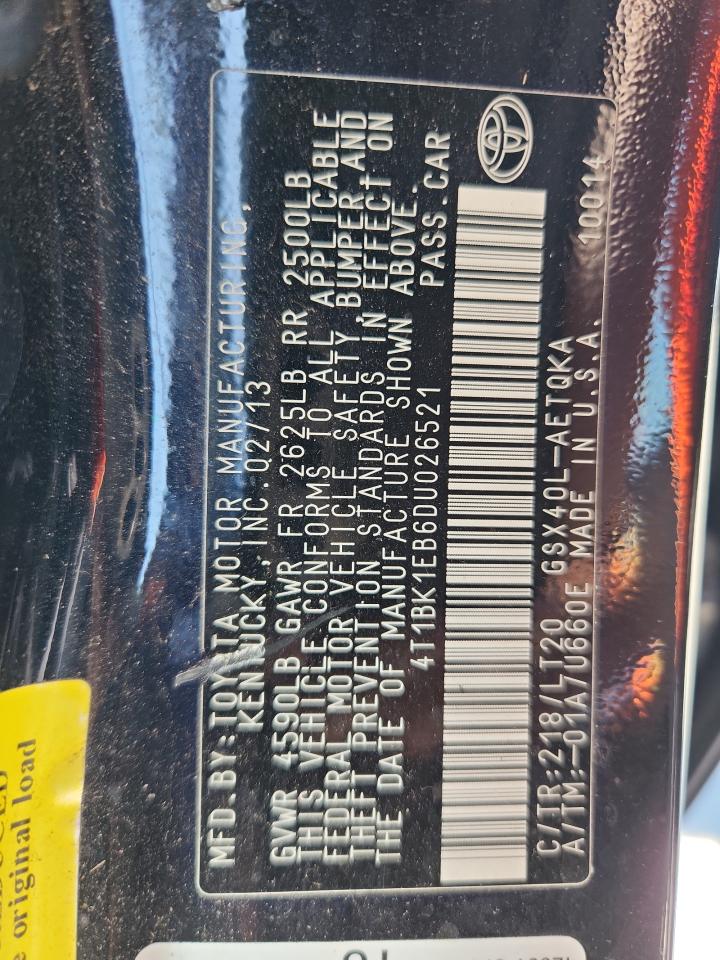 MFD.BY:TOYOTA MOTOR MANUFACTURING,
KENTUCKY,INC.02/13
GVWR 4590LB GAWR FR 2625LB RR 2500LB
THIS VEHICLE CONFORMS TO ALL APPLICABLE
FEDERAL MOTOR VEHICLE SAFETY, BUMPER AND
THEFT PREVENTION STANDARDS IN EFFECT ON
THE DATE OF MANUFACTURE SHOWN ABOVE.
4T1BK1EB6DU026521 PASS.CAR
C/TR:218/LT20 GSX40L-AETQKA 10014
A/TM:-01A/U660E MADE IN U.S.A.
e original load